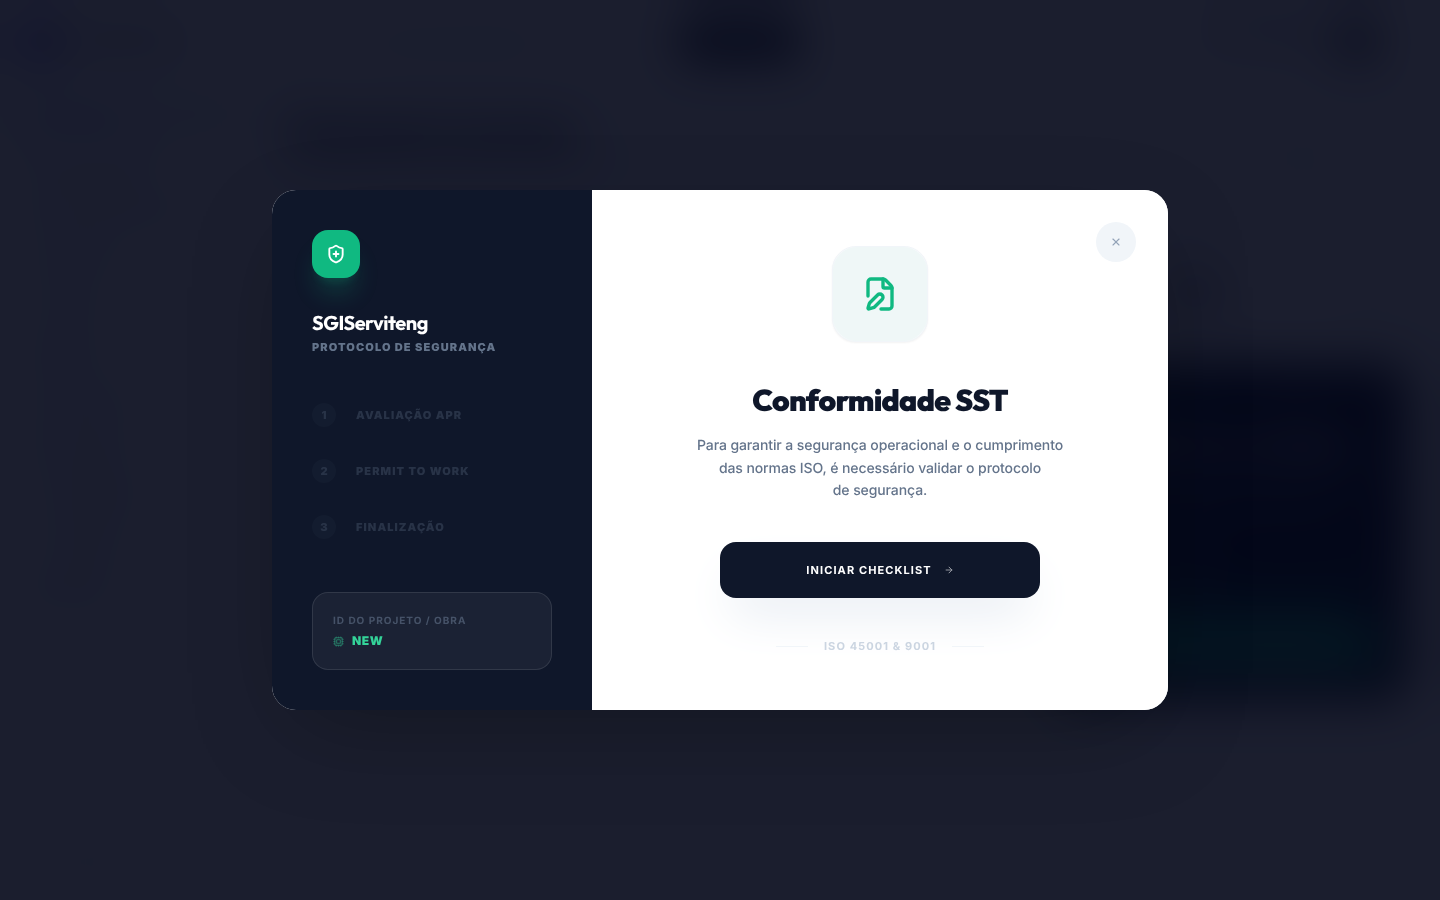 SGIServiteng
PROTOCOLO DE SEGURANÇA
1 AVALIAÇÃO APR
2 PERMIT TO WORK
3 FINALIZAÇÃO
ID DO PROJETO / OBRA
NEW
Conformidade SST
Para garantir a segurança operacional e o cumprimento
das normas ISO, é necessário validar o protocolo
de segurança.
INICIAR CHECKLIST
ISO 45001 & 9001